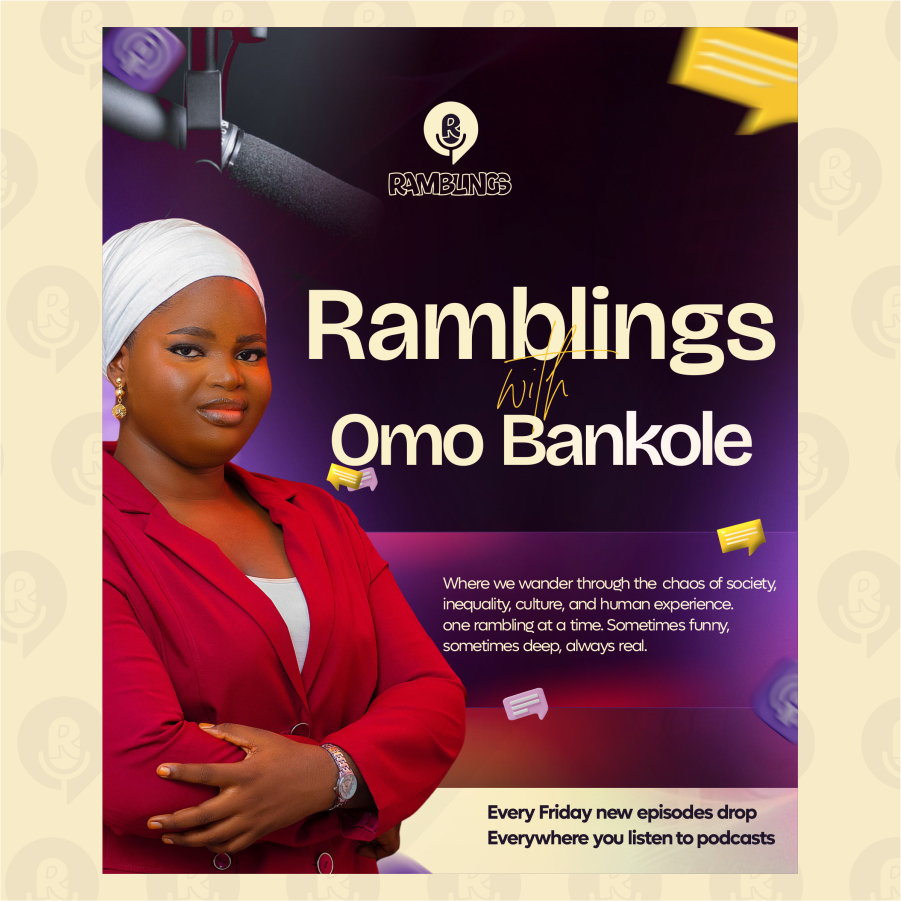 R
RAMBLINGS
Ramblings
with
Omo Bankole
Where we wander through the chaos of society,
inequality, culture, and human experience.
one rambling at a time. Sometimes funny,
sometimes deep, always real.
Every Friday new episodes drop
Everywhere you listen to podcasts